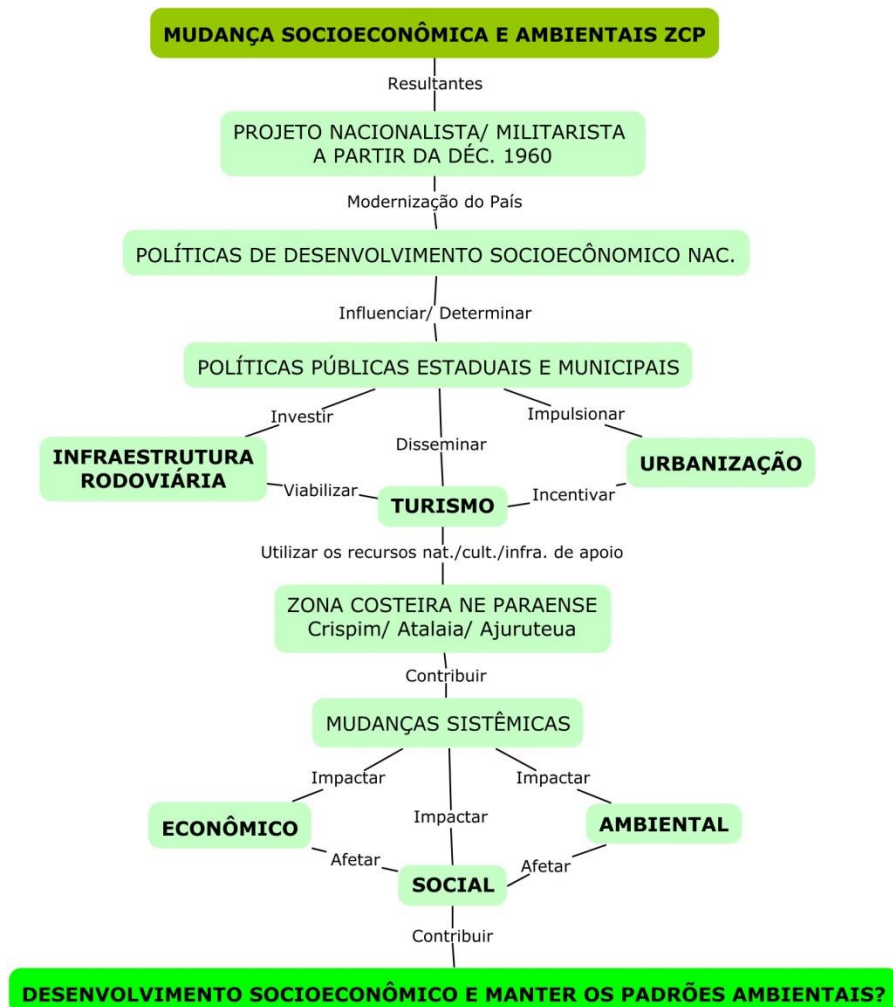 MUDANÇA SOCIOECONÔMICA E AMBIENTAIS ZCP
Resultantes
PROJETO NACIONALISTA/ MILITARISTA
A PARTIR DA DÉC. 1960
Modernização do País
POLÍTICAS DE DESENVOLVIMENTO SOCIOECÔNOMICO NAC.
Influenciar/ Determinar
POLÍTICAS PÚBLICAS ESTADUAIS E MUNICIPAIS
Investir
Disseminar
Impulsionar
INFRAESTRUTURA
RODOVIÁRIA
URBANIZAÇÃO
Viabilizar
TURISMO
Incentivar
Utilizar os recursos nat./cult./infra. de apoio
ZONA COSTEIRA NE PARAENSE
Crispim/ Atalaia/ Ajuruteua
Contribuir
MUDANÇAS SISTÊMICAS
Impactar
Impactar
Impactar
ECONÔMICO
AMBIENTAL
Afetar
SOCIAL
Afetar
Contribuir
DESENVOLVIMENTO SOCIOECONÔMICO E MANTER OS PADRÕES AMBIENTAIS?